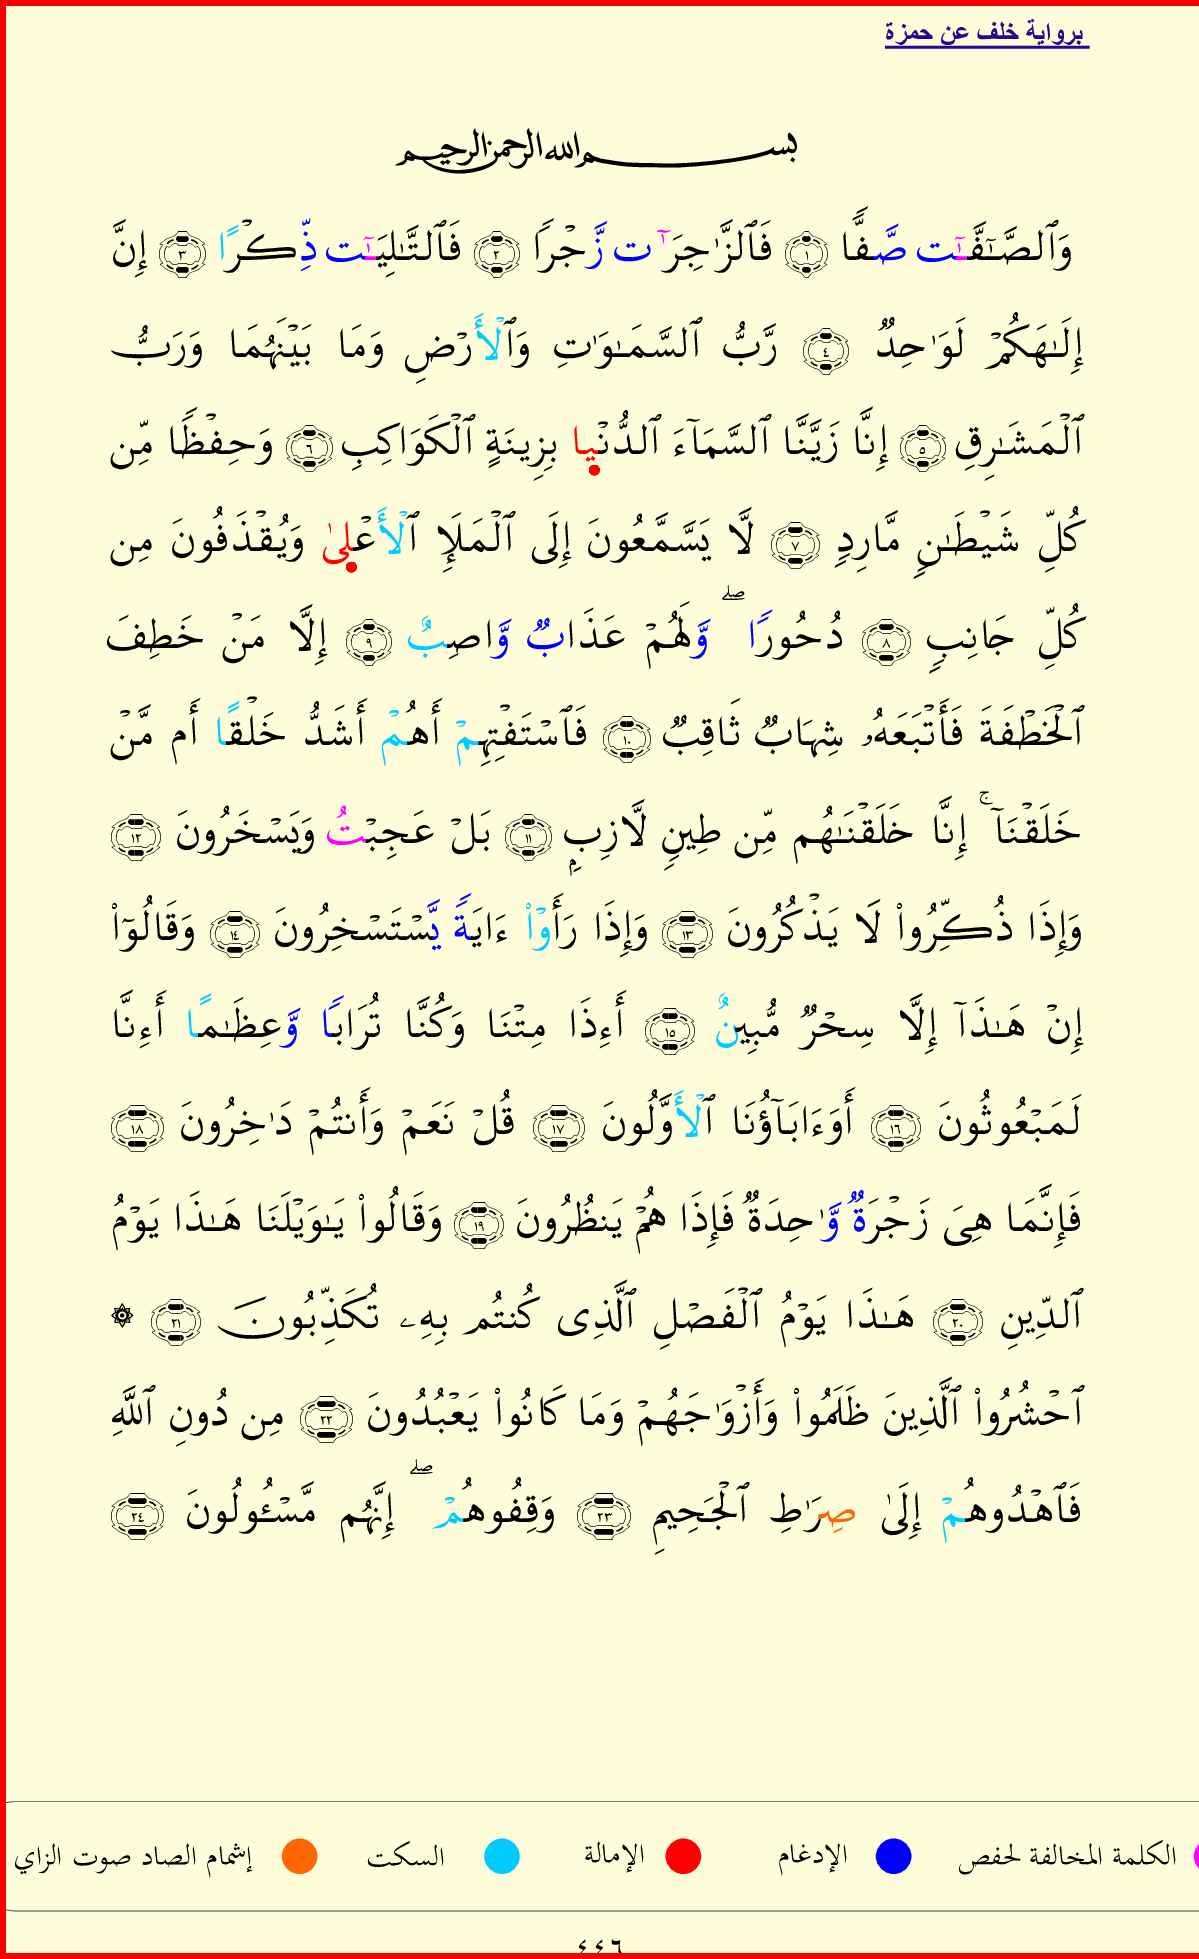 برواية خلف عن حمزة
بسم الله الرحمن الرحيم
وَٱلصَّـٰٓفَّـٰٓت صَّفًّا ١ فَٱلزَّٰجِرَٰٓت زَّجْرًا ٢ فَٱلتَّـٰلِيَـٰٓت ذِّكْرًا ٣ إِنَّ
إِلَـٰهَكُمْ لَوَٰحِدٌ ٤ رَّبُّ ٱلسَّمَـٰوَٰتِ وَٱلْأَرْضِ وَمَا بَيْنَهُمَا وَرَبُّ
ٱلْمَشَـٰرِقِ ٥ إِنَّا زَيَّنَّا ٱلسَّمَآءَ ٱلدُّنْيا بِزِينَةٍ ٱلْكَوَاكِبِ ٦ وَحِفْظًا مِّن
كُلِّ شَيْطَـٰنٍ مَّارِدٍ ٧ لَّا يَسَّمَّعُونَ إِلَى ٱلْمَلَإِ ٱلْأَعْلِىٰ وَيُقْذَفُونَ مِن
كُلِّ جَانِبٍ ٨ دُحُورًا ۖ وَّلَهُمْ عَذَابٌ وَّاصِبٌ ٩ إِلَّا مَنْ خَطِفَ
ٱلْخَطْفَةَ فَأَتْبَعَهُۥ شِهَابٌ ثَاقِبٌ ١٠ فَٱسْتَفْتِهِمْ أَهُمْ أَشَدُّ خَلْقًا أَم مَّنْ
خَلَقْنَآ ۚ إِنَّا خَلَقْنَـٰهُم مِّن طِينٍ لَّازِبٍ ١١ بَلْ عَجِبْتُ وَيَسْخَرُونَ ١٢
وَإِذَا ذُكِّرُوا۟ لَا يَذْكُرُونَ ١٣ وَإِذَا رَأَوْا۟ ءَايَةً يَّسْتَسْخِرُونَ ١٤ وَقَالُوٓا۟
إِنْ هَـٰذَآ إِلَّا سِحْرٌ مُّبِينٌ ١٥ أَءِذَا مِتْنَا وَكُنَّا تُرَابًا وَّعِظَـٰمًا أَءِنَّا
لَمَبْعُوثُونَ ١٦ أَوَءَابَآؤُنَا ٱلْأَوَّلُونَ ١٧ قُلْ نَعَمْ وَأَنتُمْ دَٰخِرُونَ ١٨
فَإِنَّمَا هِىَ زَجْرَةٌ وَّٰحِدَةٌ فَإِذَا هُمْ يَنظُرُونَ ١٩ وَقَالُوا۟ يَـٰوَيْلَنَا هَـٰذَا يَوْمُ
ٱلدِّينِ ٢٠ هَـٰذَا يَوْمُ ٱلْفَصْلِ ٱلَّذِى كُنتُم بِهِۦ تُكَذِّبُونَ ٢١ ۞
ٱحْشُرُوا۟ ٱلَّذِينَ ظَلَمُوا۟ وَأَزْوَٰجَهُمْ وَمَا كَانُوا۟ يَعْبُدُونَ ٢٢ مِن دُونِ ٱللَّهِ
فَٱهْدُوهُمْ إِلَىٰ صِرَٰطِ ٱلْجَحِيمِ ٢٣ وَقِفُوهُمْ ۖ إِنَّهُم مَّسْـُٔولُونَ ٢٤
الكلمة المخالفة لحفص الإدغام الإمالة السكت إشمام الصاد صوت الزاي
٤٤٦